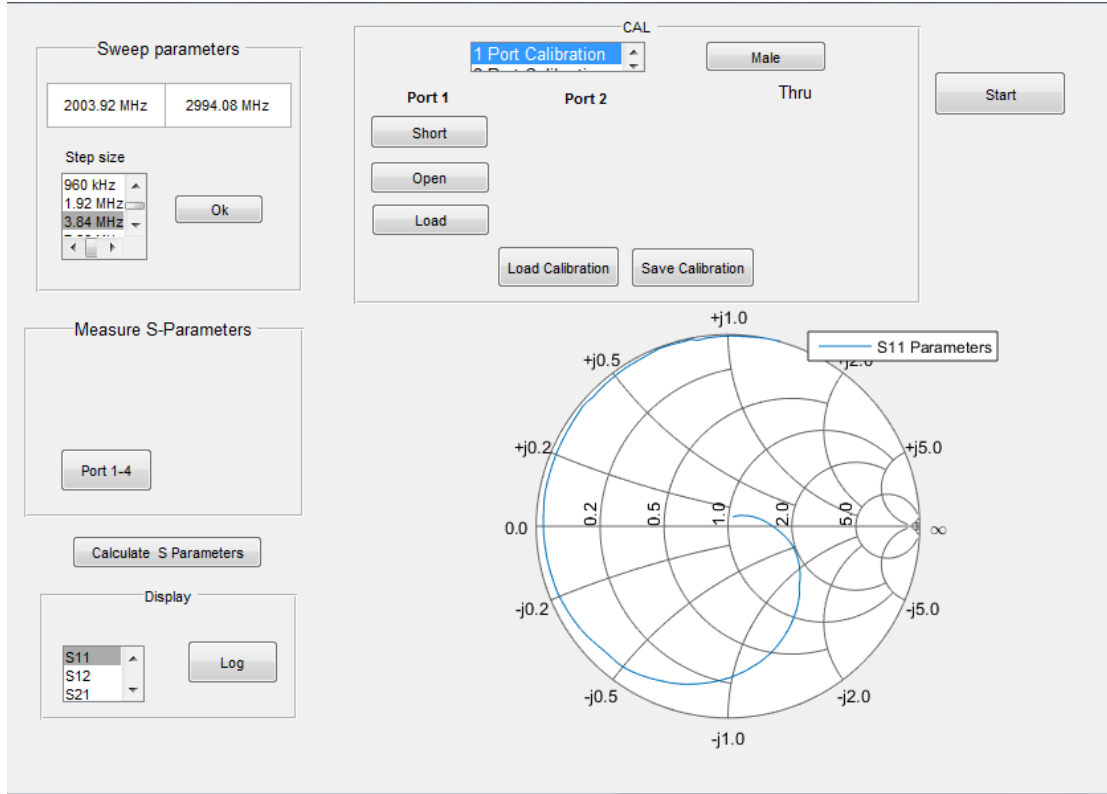 Sweep parameters
2003.92 MHz
2994.08 MHz
Step size
960 kHz
1.92 MHz
3.84 MHz
Ok
CAL
1 Port Calibration
Male
Port 1
Port 2
Thru
Short
Open
Load
Load Calibration
Save Calibration
Start
Measure S-Parameters
Port 1-4
Calculate S Parameters
Display
S11
S12
S21
Log
+j1.0
S11 Parameters
+j0.5
+j2.0
+j0.2
+j5.0
0.0
0.2
0.5
1.0
2.0
5.0
∞
-j0.2
-j5.0
-j0.5
-j2.0
-j1.0